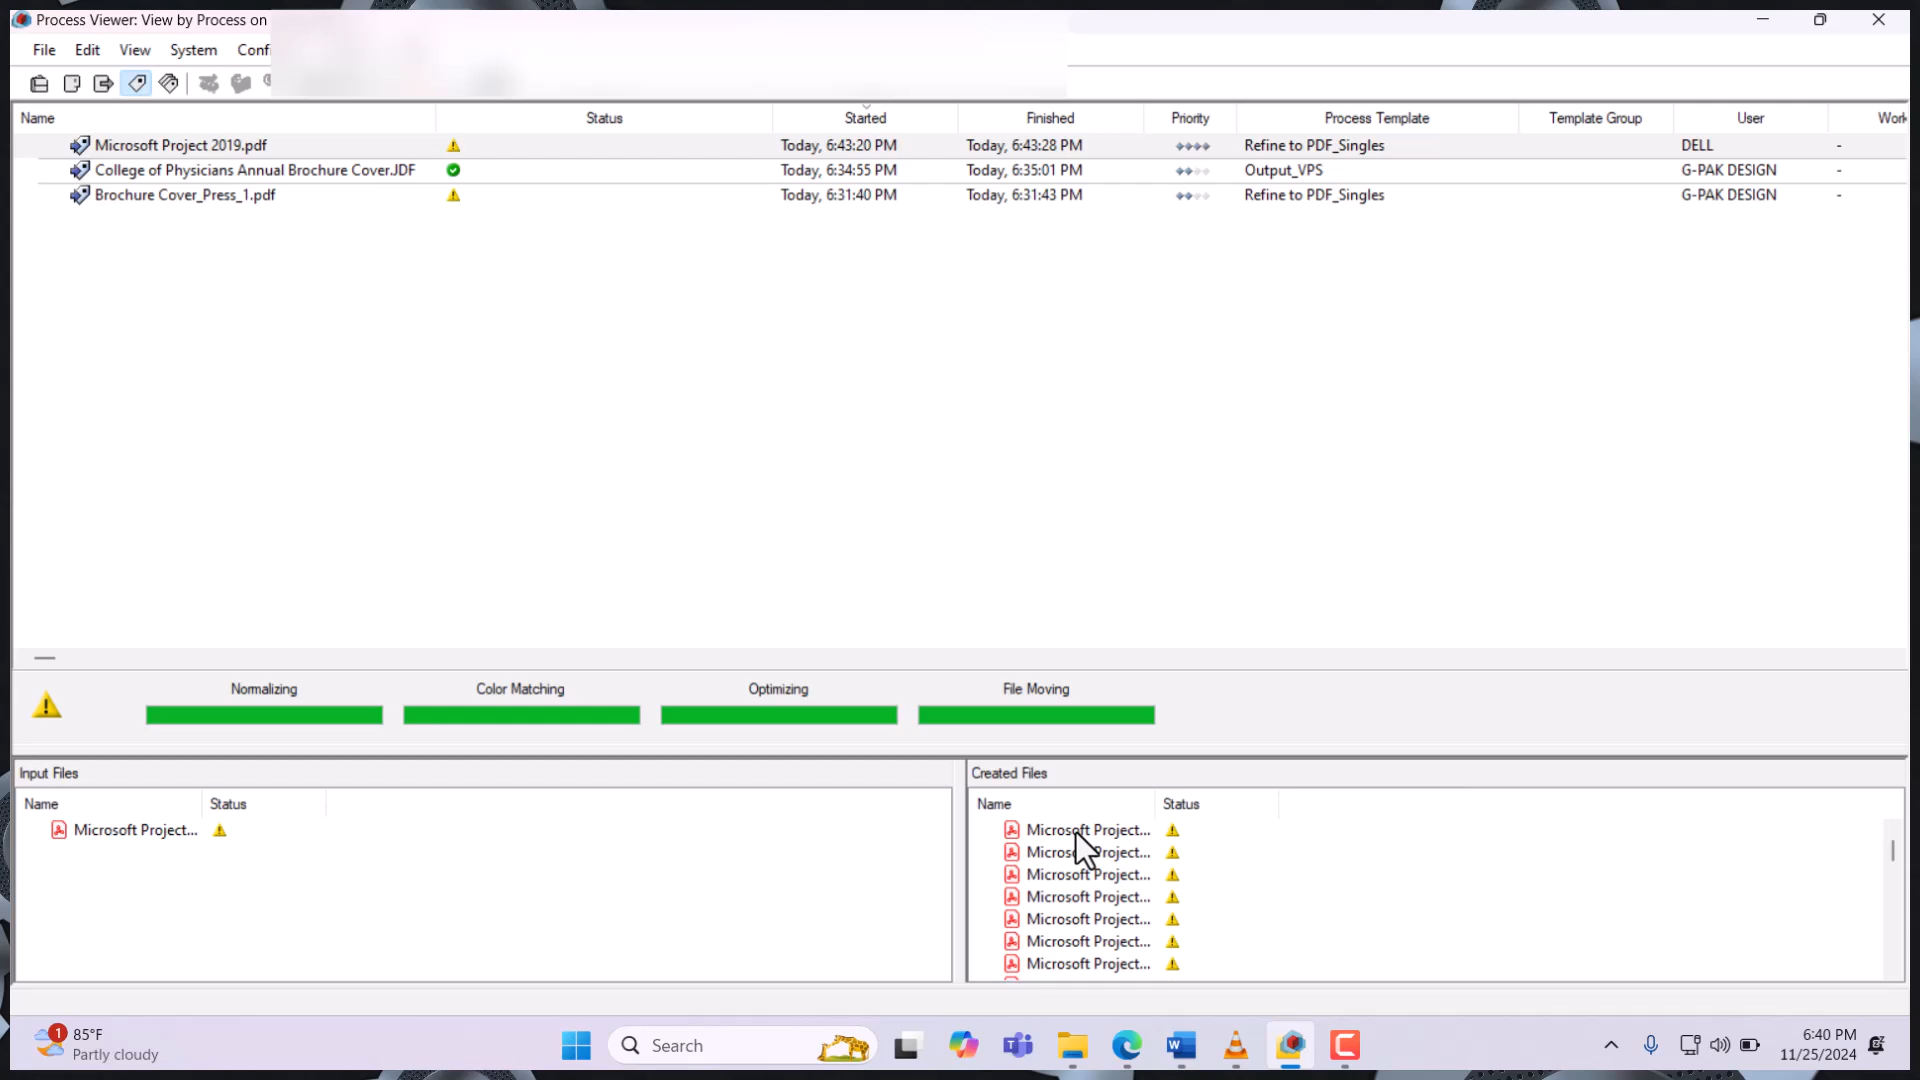 Process Viewer: View by Process on
File Edit View System
Name Status Started Finished Priority Process Template Template Group User
Microsoft Project 2019.pdf Today, 6:43:20 PM Today, 6:43:28 PM Refine to PDF_Singles DELL -
College of Physicians Annual Brochure Cover.JDF Today, 6:34:55 PM Today, 6:35:01 PM Output_VPS G-PAK DESIGN -
Brochure Cover_Press_1.pdf Today, 6:31:40 PM Today, 6:31:43 PM Refine to PDF_Singles G-PAK DESIGN -
Normalizing Color Matching Optimizing File Moving
Input Files
Name Status
Microsoft Project...
Created Files
Name Status
Microsoft Project...
Microsoft Project...
Microsoft Project...
Microsoft Project...
Microsoft Project...
Microsoft Project...
Microsoft Project...
1 85°F
Partly cloudy
Search
6:40 PM
11/25/2024